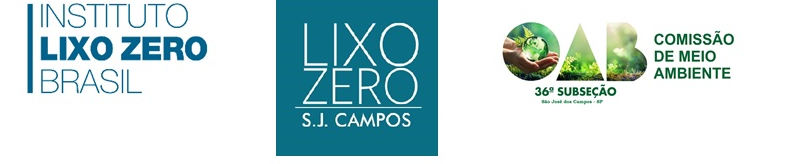 INSTITUTO
LIXO ZERO
BRASIL
LIXO
ZERO
S.J. CAMPOS
OAB
36ª SUBSEÇÃO
São José dos Campos - SP
COMISSÃO
DE MEIO
AMBIENTE